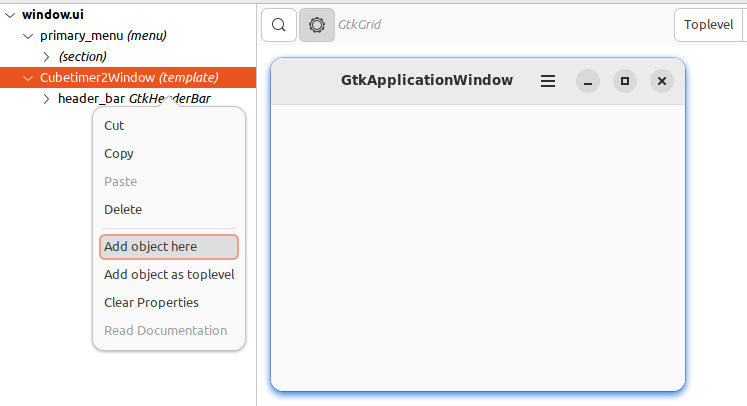 window.ui
primary_menu (menu)
(section)
Cubetimer2Window (template)
header_bar GtkHeaderBar
Cut
Copy
Paste
Delete
Add object here
Add object as toplevel
Clear Properties
Read Documentation
GtkGrid
Toplevel
GtkApplicationWindow